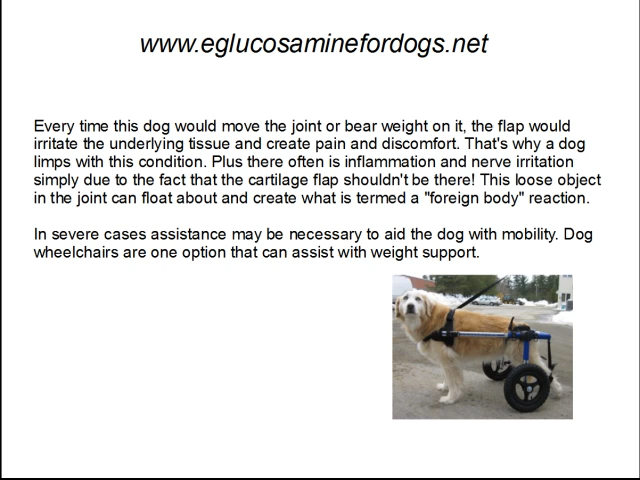 www.eglucosaminefordogs.net
Every time this dog would move the joint or bear weight on it, the flap would
irritate the underlying tissue and create pain and discomfort. That's why a dog
limps with this condition. Plus there often is inflammation and nerve irritation
simply due to the fact that the cartilage flap shouldn't be there! This loose object
in the joint can float about and create what is termed a "foreign body" reaction.
In severe cases assistance may be necessary to aid the dog with mobility. Dog
wheelchairs are one option that can assist with weight support.